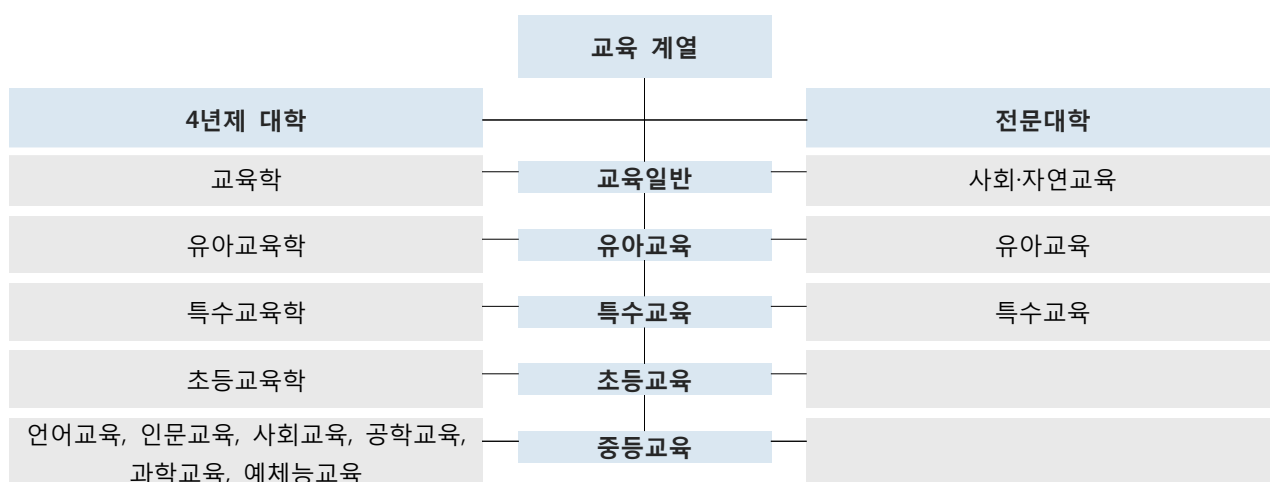 교육 계열
4년제 대학
전문대학
교육학
교육일반
사회·자연교육
유아교육학
유아교육
유아교육
특수교육학
특수교육
특수교육
초등교육학
초등교육
언어교육, 인문교육, 사회교육, 공학교육,
과학교육, 예체능교육
중등교육